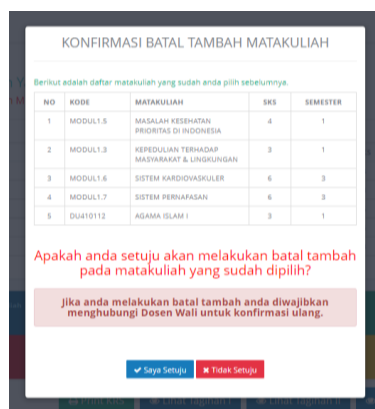 KONFIRMASI BATAL TAMBAH MATAKULIAH
Berikut adalah daftar matakuliah yang sudah anda pilih sebelumnya.
NO KODE MATAKULIAH SKS SEMESTER
1 MODUL1.5 MASALAH KESEHATAN 4 1
PRIORITAS DI INDONESIA
2 MODUL1.3 KEPEDULIAN TERHADAP 3 1
MASYARAKAT & LINGKUNGAN
3 MODUL1.6 SISTEM KARDIOVASKULER 6 3
4 MODUL1.7 SISTEM PERNAFASAN 6 3
5 DU410112 AGAMA ISLAM I 3 1
Apakah anda setuju akan melakukan batal tambah
pada matakuliah yang sudah dipilih?
Jika anda melakukan batal tambah anda diwajibkan
menghubungi Dosen Wali untuk konfirmasi ulang.
Saya Setuju Tidak Setuju